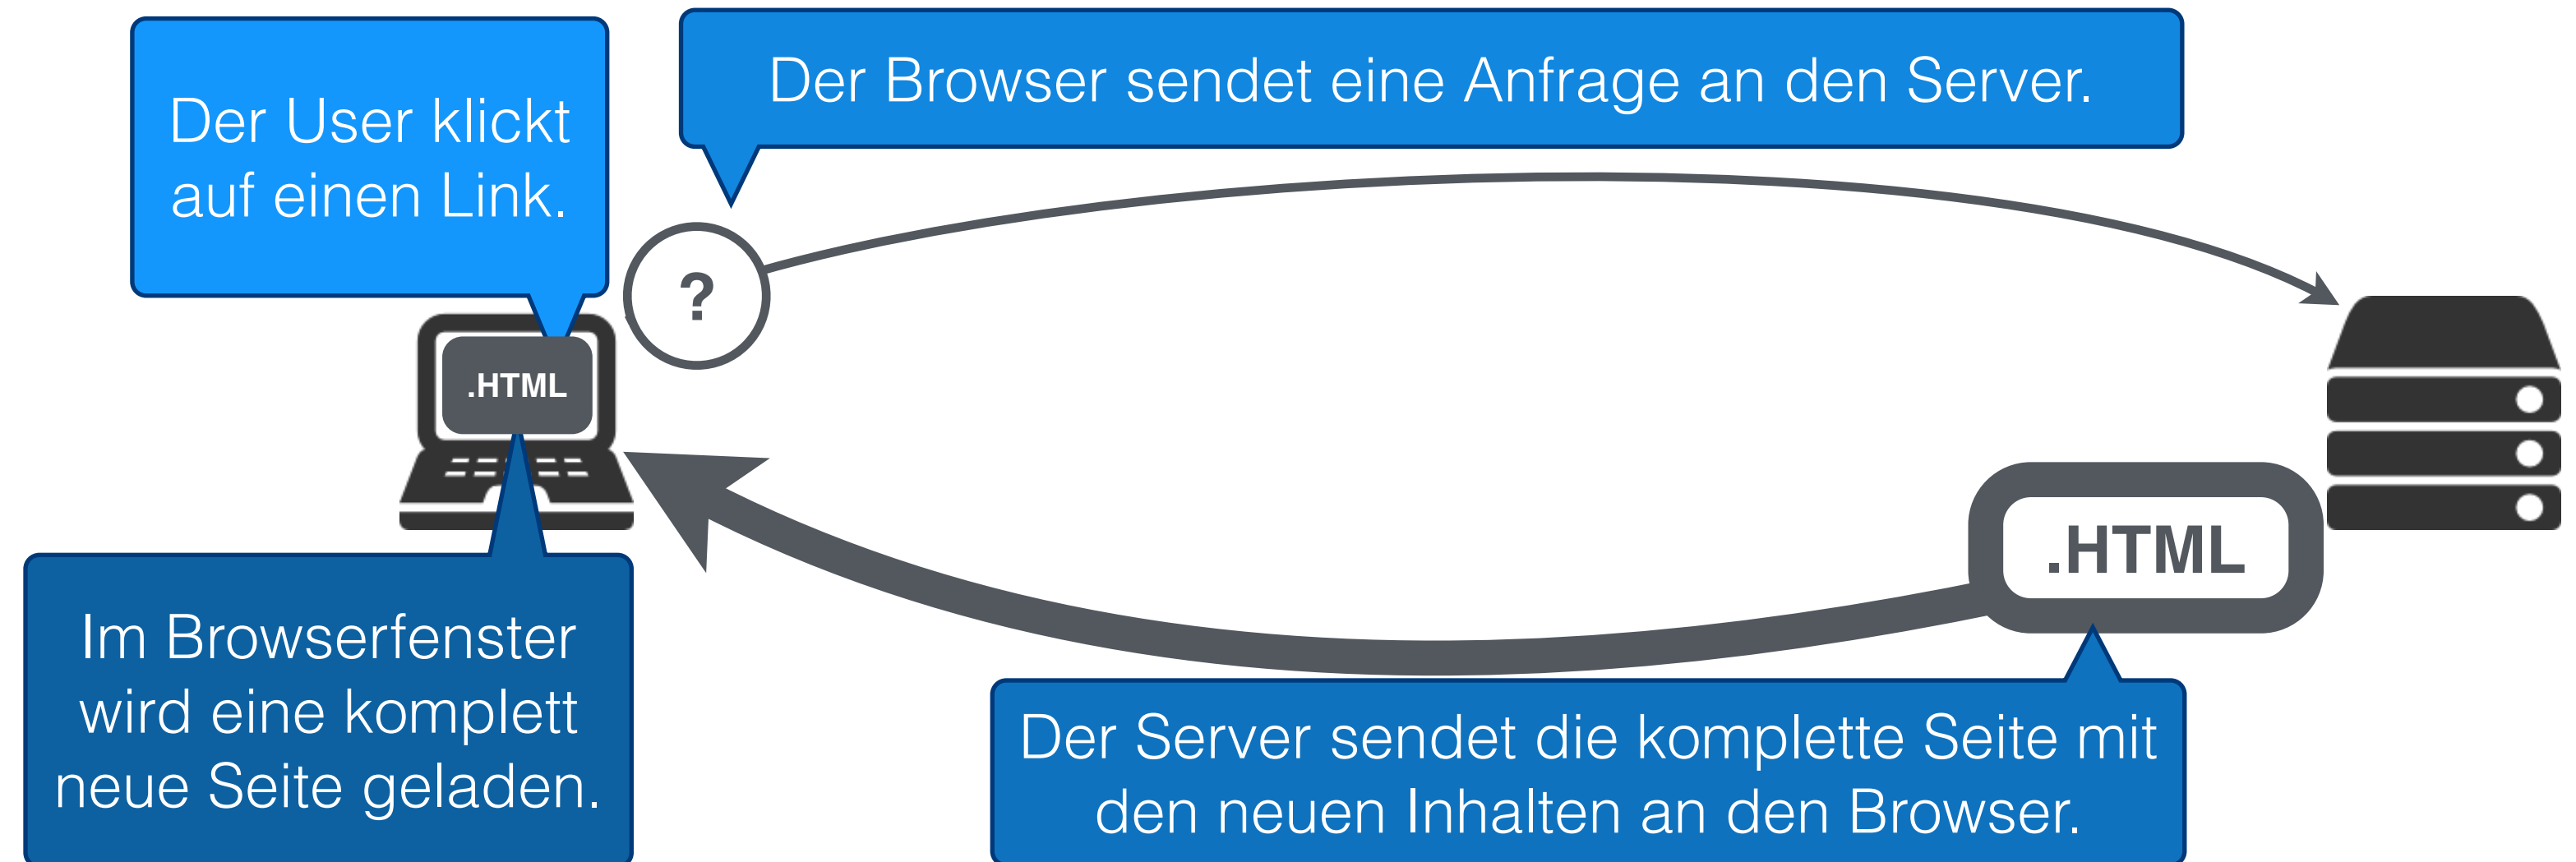 Der User klickt
auf einen Link.
Der Browser sendet eine Anfrage an den Server.
?
.HTML
.HTML
Der Server sendet die komplette Seite mit
den neuen Inhalten an den Browser.
Im Browserfenster
wird eine komplett
neue Seite geladen.